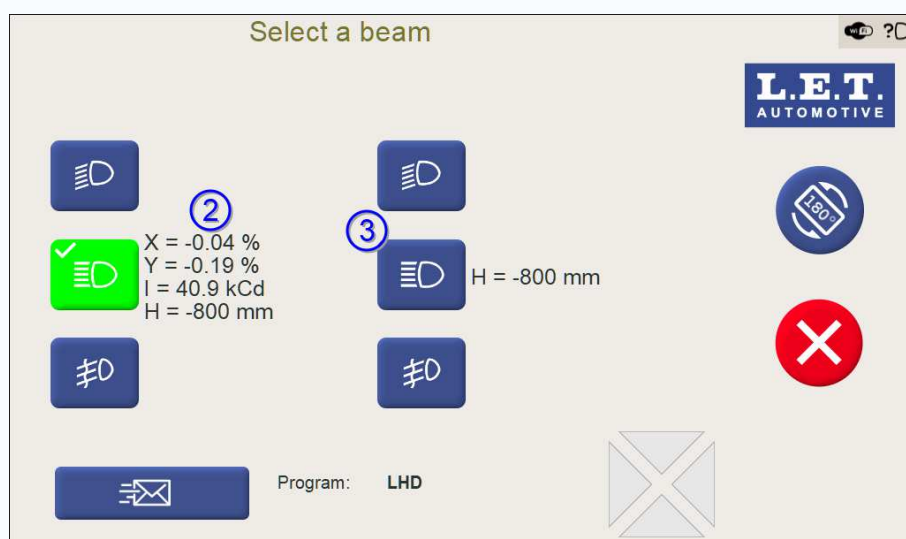 Select a beam
WiFi ?
L.E.T.
AUTOMOTIVE
180°
2
3
X = -0.04 %
Y = -0.19 %
I = 40.9 kCd
H = -800 mm
H = -800 mm
Program: LHD